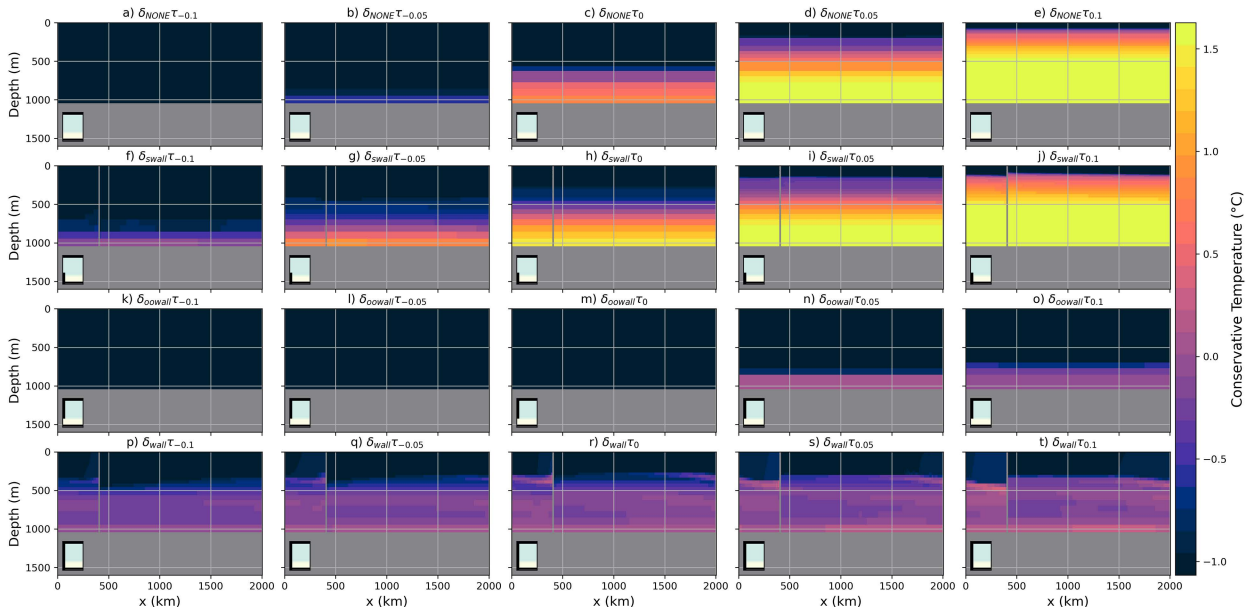 a) δNONEτ−0.1
b) δNONEτ−0.05
c) δNONEτ0
d) δNONEτ0.05
e) δNONEτ0.1
Depth (m)
0
500
1000
1500
f) δswallτ−0.1
g) δswallτ−0.05
h) δswallτ0
i) δswallτ0.05
j) δswallτ0.1
Depth (m)
0
500
1000
1500
k) δoowallτ−0.1
l) δoowallτ−0.05
m) δoowallτ0
n) δoowallτ0.05
o) δoowallτ0.1
Depth (m)
0
500
1000
1500
p) δwallτ−0.1
q) δwallτ−0.05
r) δwallτ0
s) δwallτ0.05
t) δwallτ0.1
Depth (m)
0
500
1000
1500
0 500 1000 1500 2000
0 500 1000 1500 2000
0 500 1000 1500 2000
0 500 1000 1500 2000
0 500 1000 1500 2000
x (km)
x (km)
x (km)
x (km)
x (km)
1.5
1.0
0.5
0.0
−0.5
−1.0
Conservative Temperature (°C)